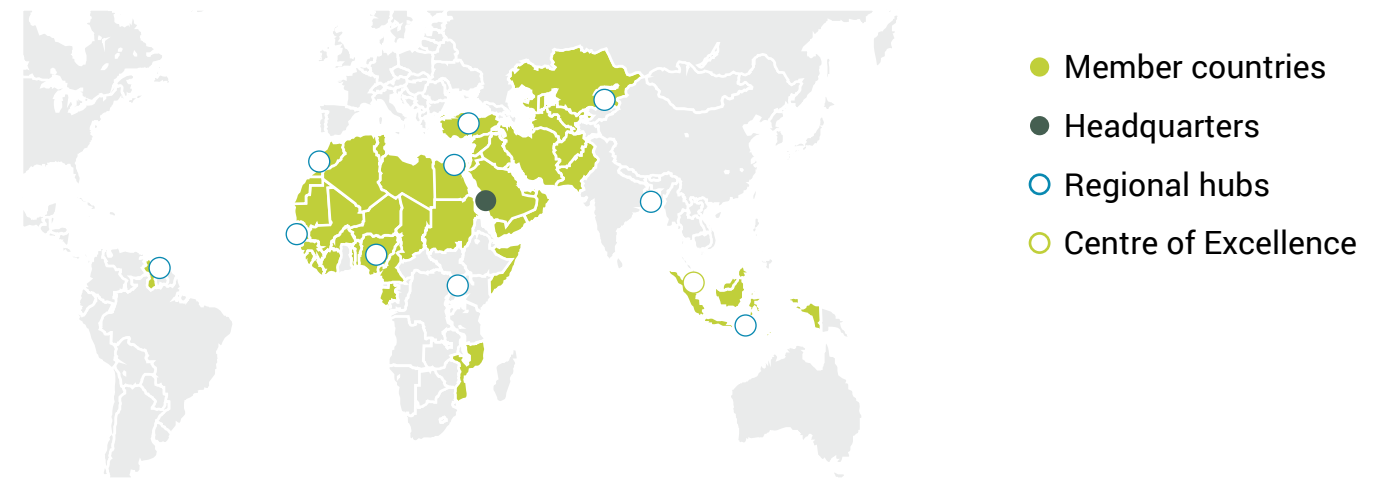 Member countries
Headquarters
Regional hubs
Centre of Excellence